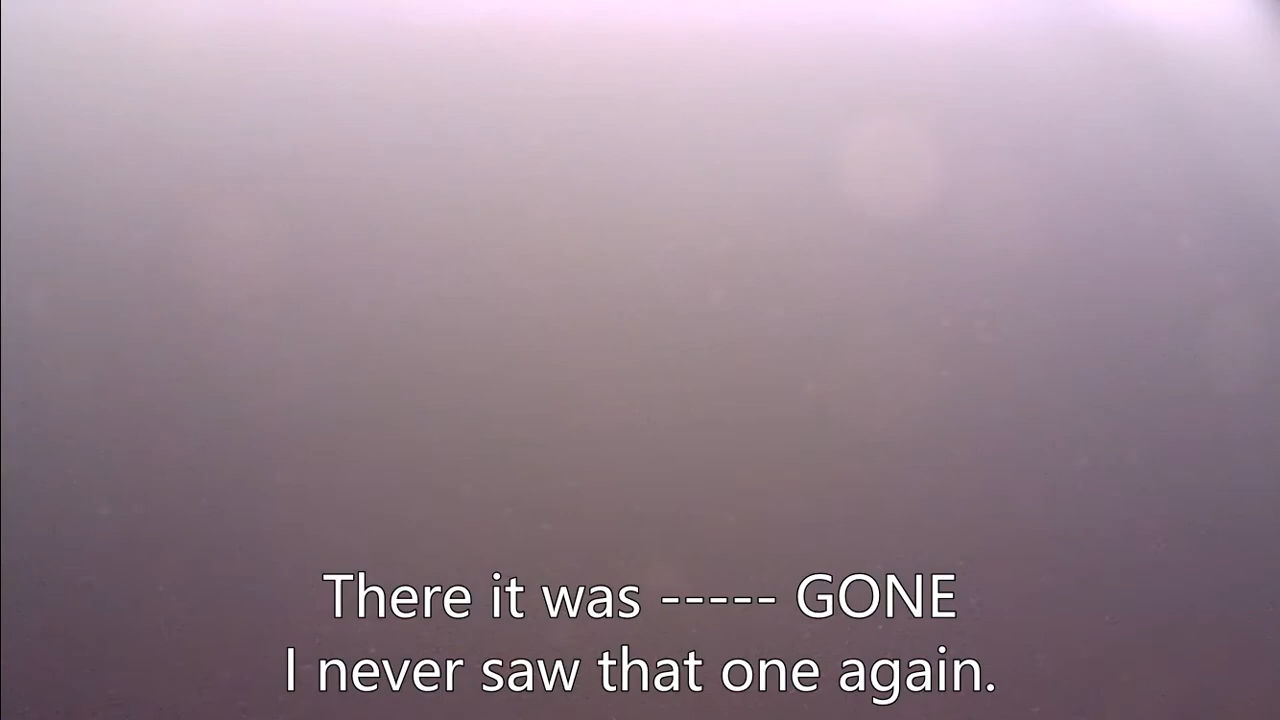 There it was ----- GONE
I never saw that one again.